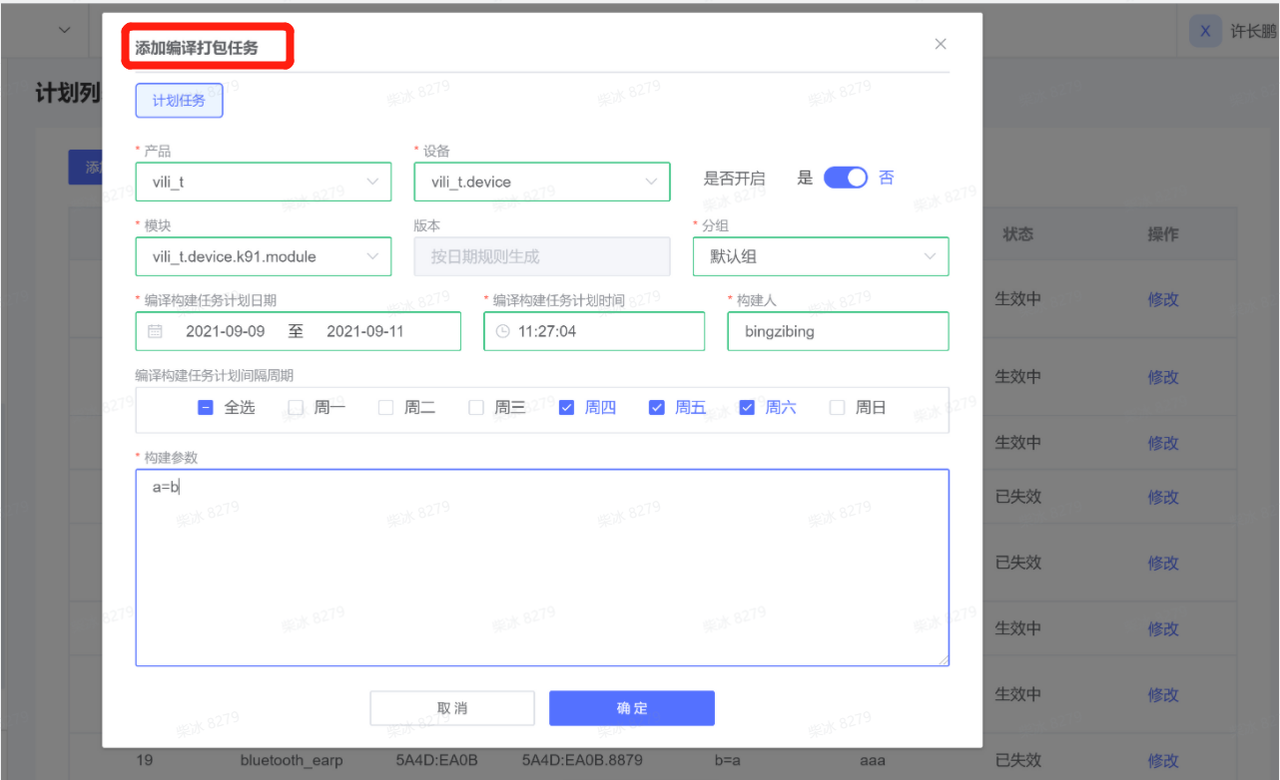 X 许长鹏
添加编译打包任务
计划列
计划任务
添加
* 产品
* 设备
vili_t
vili_t.device
是否开启 是 否
* 模块
版本
* 分组
vili_t.device.k91.module
按日期规则生成
默认组
状态 操作
* 编译构建任务计划日期
* 编译构建任务计划时间
* 构建人
2021-09-09 至 2021-09-11
11:27:04
bingzibing
生效中 修改
编译构建任务计划间隔周期
全选 周一 周二 周三 周四 周五 周六 周日
生效中 修改
生效中 修改
* 构建参数
a=b
已失效 修改
已失效 修改
生效中 修改
生效中 修改
取消
确定
19 bluetooth_earp 5A4D:EA0B 5A4D:EA0B.8879 b=a aaa 已失效 修改
柴冰 8279